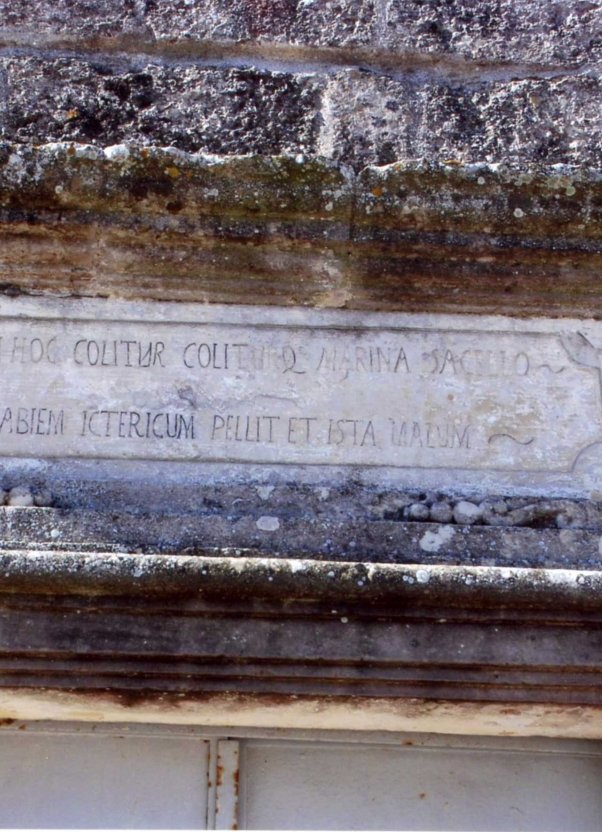 HOC COLITUR COLITURQ MARINA SACELLO
ABIEM ICTERICUM PELLIT ET ISTA MALUM